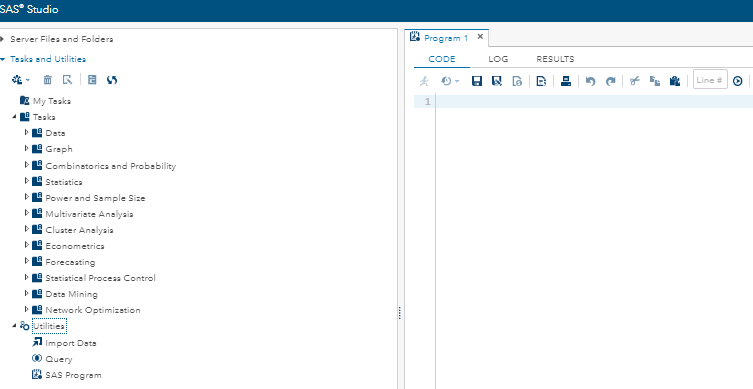 SAS® Studio
Server Files and Folders
Tasks and Utilities
My Tasks
Tasks
Data
Graph
Combinatorics and Probability
Statistics
Power and Sample Size
Multivariate Analysis
Cluster Analysis
Econometrics
Forecasting
Statistical Process Control
Data Mining
Network Optimization
Utilities
Import Data
Query
SAS Program
Program 1
CODE LOG RESULTS
Line #
1